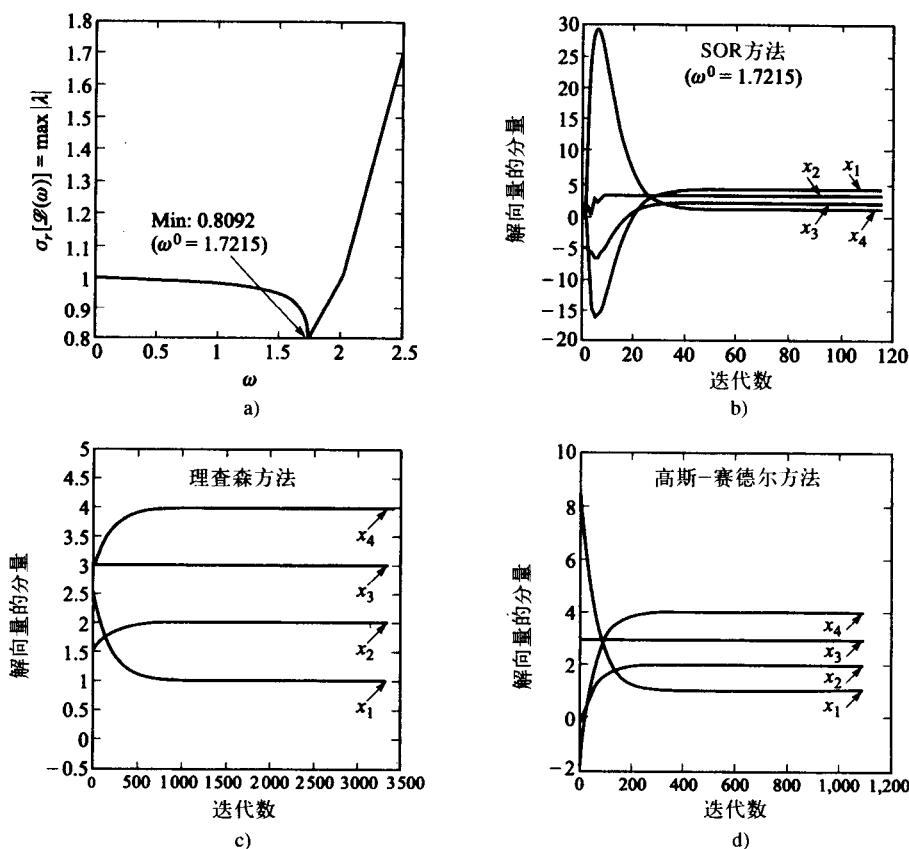 1.8
1.7
1.6
1.5
1.4
1.3
1.2
1.1
1
0.9
0.8
σ_r[ℒ(ω)] = max |λ|
Min: 0.8092
(ω⁰ = 1.7215)
0 0.5 1 1.5 2 2.5
ω
a)
30
25
20
15
10
5
0
−5
−10
−15
−20
解向量的分量
SOR方法
(ω⁰ = 1.7215)
x₂ x₁
x₃ x₄
0 20 40 60 80 100 120
迭代数
b)
5
4.5
4
3.5
3
2.5
2
1.5
1
0.5
0
−0.5
解向量的分量
理查森方法
x₄
x₃
x₂
x₁
0 500 1000 1500 2000 2500 3000 3500
迭代数
c)
10
8
6
4
2
0
−2
解向量的分量
高斯−赛德尔方法
x₄
x₃
x₂
x₁
0 200 400 600 800 1,000 1,200
迭代数
d)